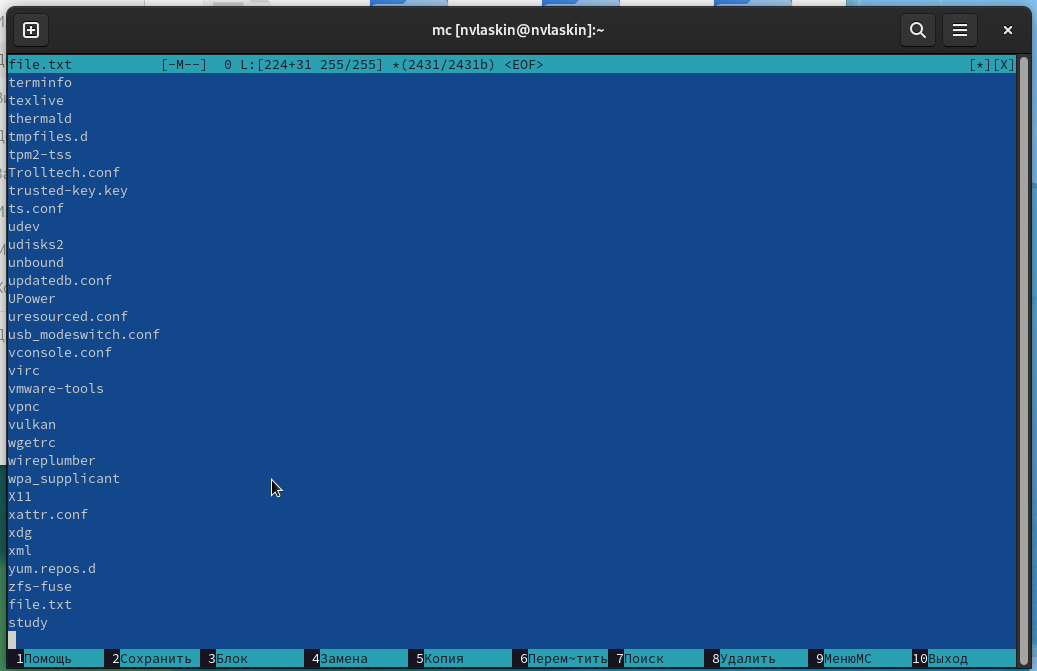 mc [nvlaskin@nvlaskin]:~
file.txt [-M--] 0 L:[224+31 255/255] *(2431/2431b) <EOF> [*][X]
terminfo
texlive
thermald
tmpfiles.d
tpm2-tss
Trolltech.conf
trusted-key.key
ts.conf
udev
udisks2
unbound
updatedb.conf
UPower
uresourced.conf
usb_modeswitch.conf
vconsole.conf
virc
vmware-tools
vpnc
vulkan
wgetrc
wireplumber
wpa_supplicant
X11
xattr.conf
xdg
xml
yum.repos.d
zfs-fuse
file.txt
study
1Помощь 2Сохранить 3Блок 4Замена 5Копия 6Перем~тить 7Поиск 8Удалить 9МенюMC 10Выход